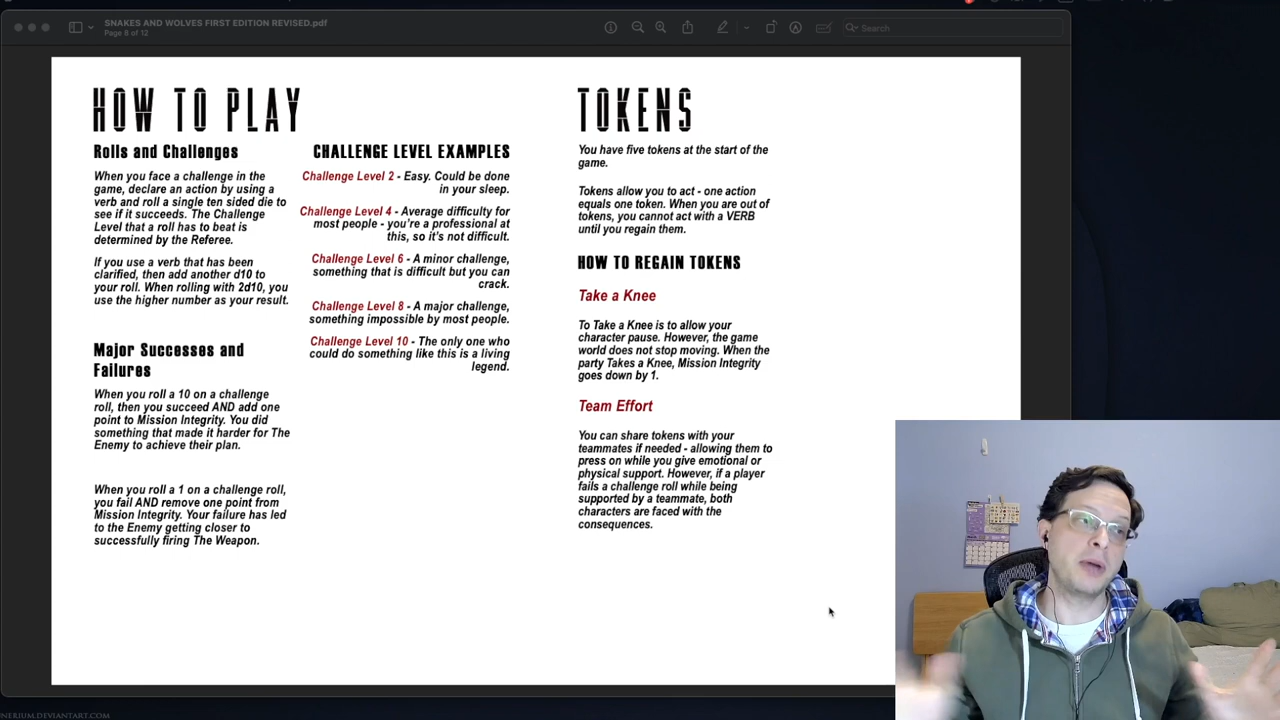 SNAKES AND WOLVES FIRST EDITION REVISED.pdf
Page 8 of 12
Search
HOW TO PLAY
Rolls and Challenges
When you face a challenge in the
game, declare an action by using a
verb and roll a single ten sided die to
see if it succeeds. The Challenge
Level that a roll has to beat is
determined by the Referee.
If you use a verb that has been
clarified, then add another d10 to
your roll. When rolling with 2d10, you
use the higher number as your result.
Major Successes and
Failures
When you roll a 10 on a challenge
roll, then you succeed AND add one
point to Mission Integrity. You did
something that made it harder for The
Enemy to achieve their plan.
When you roll a 1 on a challenge roll,
you fail AND remove one point from
Mission Integrity. Your failure has led
to the Enemy getting closer to
successfully firing The Weapon.
CHALLENGE LEVEL EXAMPLES
Challenge Level 2 - Easy. Could be done
in your sleep.
Challenge Level 4 - Average difficulty for
most people - you're a professional at
this, so it's not difficult.
Challenge Level 6 - A minor challenge,
something that is difficult but you can
crack.
Challenge Level 8 - A major challenge,
something impossible by most people.
Challenge Level 10 - The only one who
could do something like this is a living
legend.
TOKENS
You have five tokens at the start of the
game.
Tokens allow you to act - one action
equals one token. When you are out of
tokens, you cannot act with a VERB
until you regain them.
HOW TO REGAIN TOKENS
Take a Knee
To Take a Knee is to allow your
character pause. However, the game
world does not stop moving. When the
party Takes a Knee, Mission Integrity
goes down by 1.
Team Effort
You can share tokens with your
teammates if needed - allowing them to
press on while you give emotional or
physical support. However, if a player
fails a challenge roll while being
supported by a teammate, both
characters are faced with the
consequences.
NERIUM.DEVIANTART.COM